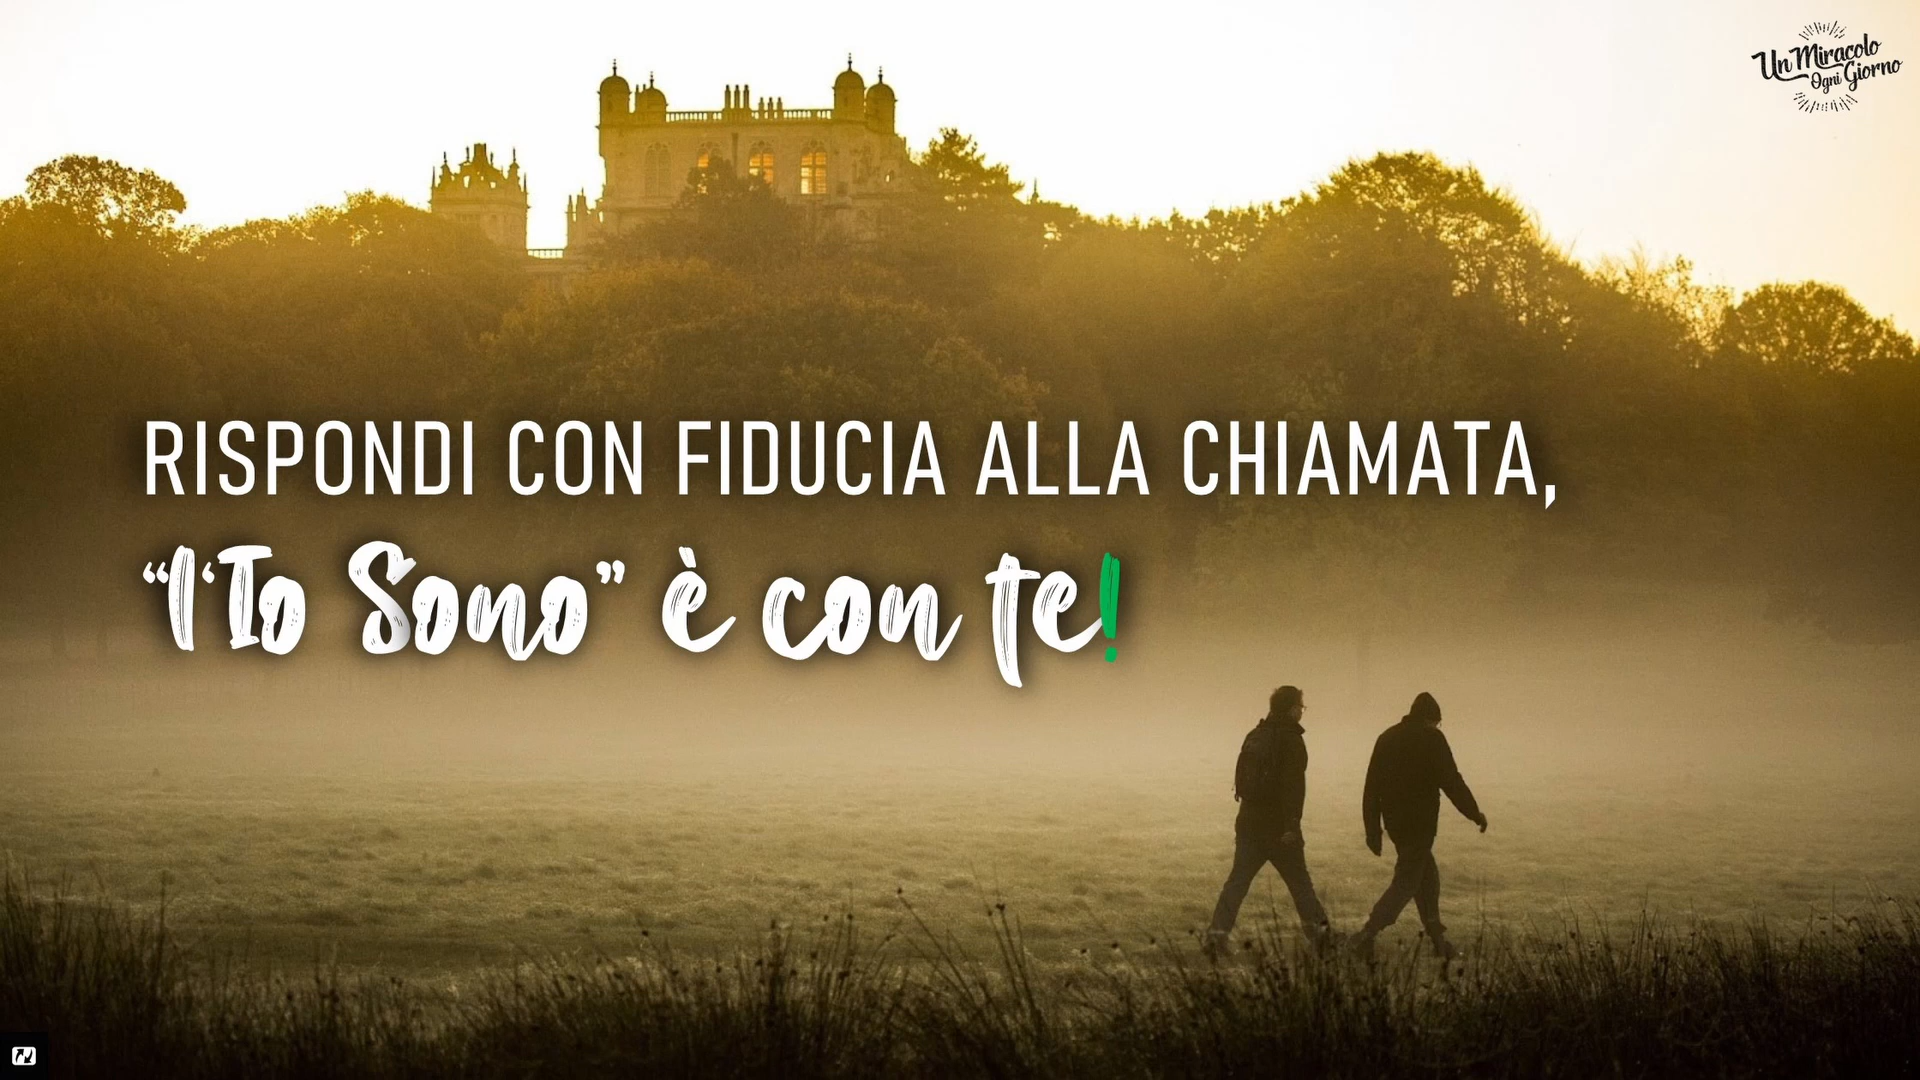 Un Miracolo
Ogni Giorno
RISPONDI CON FIDUCIA ALLA CHIAMATA,
“l‘Io Sono” è con te!